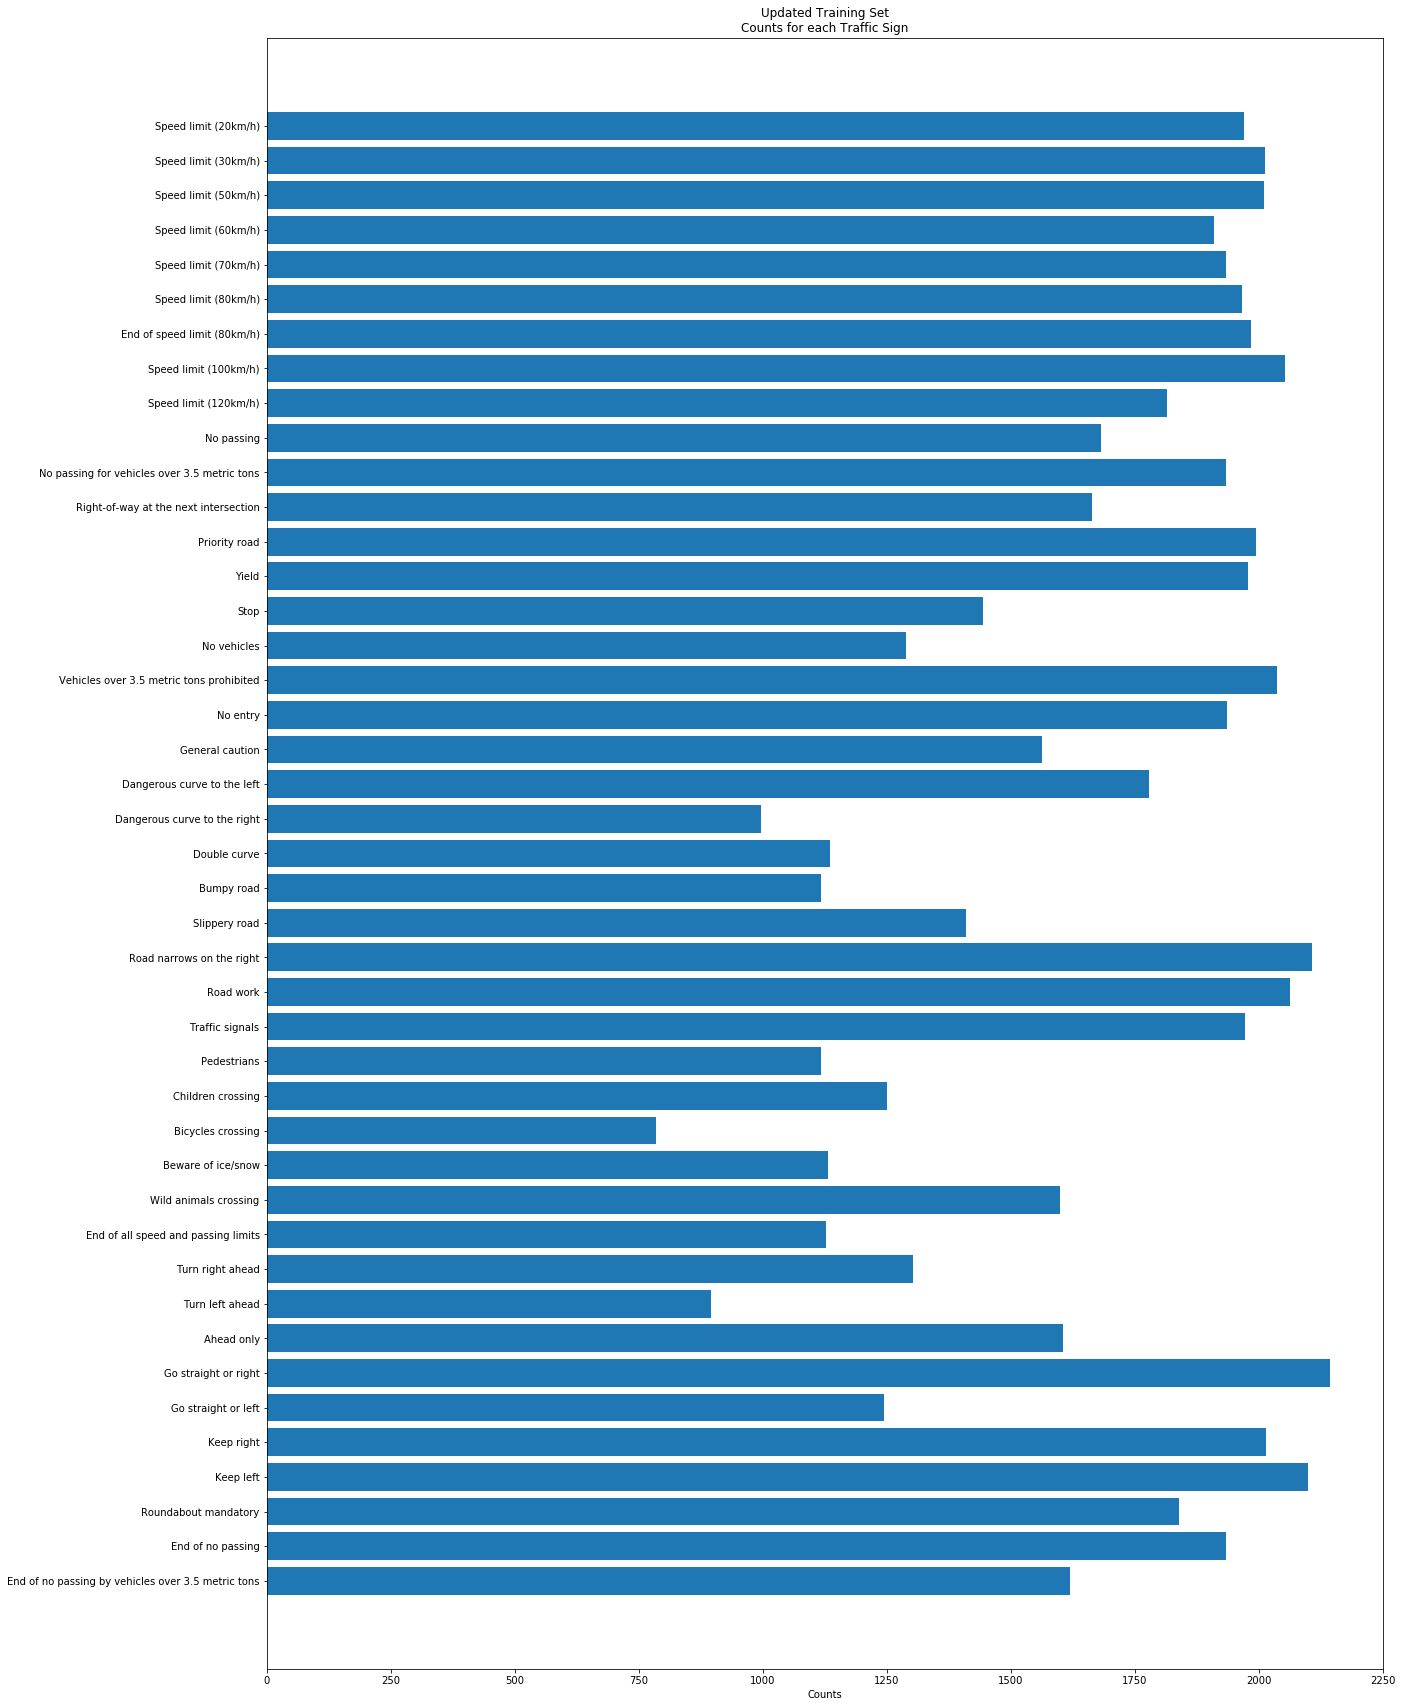 Updated Training Set
Counts for each Traffic Sign
Speed limit (20km/h)
Speed limit (30km/h)
Speed limit (50km/h)
Speed limit (60km/h)
Speed limit (70km/h)
Speed limit (80km/h)
End of speed limit (80km/h)
Speed limit (100km/h)
Speed limit (120km/h)
No passing
No passing for vehicles over 3.5 metric tons
Right-of-way at the next intersection
Priority road
Yield
Stop
No vehicles
Vehicles over 3.5 metric tons prohibited
No entry
General caution
Dangerous curve to the left
Dangerous curve to the right
Double curve
Bumpy road
Slippery road
Road narrows on the right
Road work
Traffic signals
Pedestrians
Children crossing
Bicycles crossing
Beware of ice/snow
Wild animals crossing
End of all speed and passing limits
Turn right ahead
Turn left ahead
Ahead only
Go straight or right
Go straight or left
Keep right
Keep left
Roundabout mandatory
End of no passing
End of no passing by vehicles over 3.5 metric tons
0 250 500 750 1000 1250 1500 1750 2000 2250
Counts